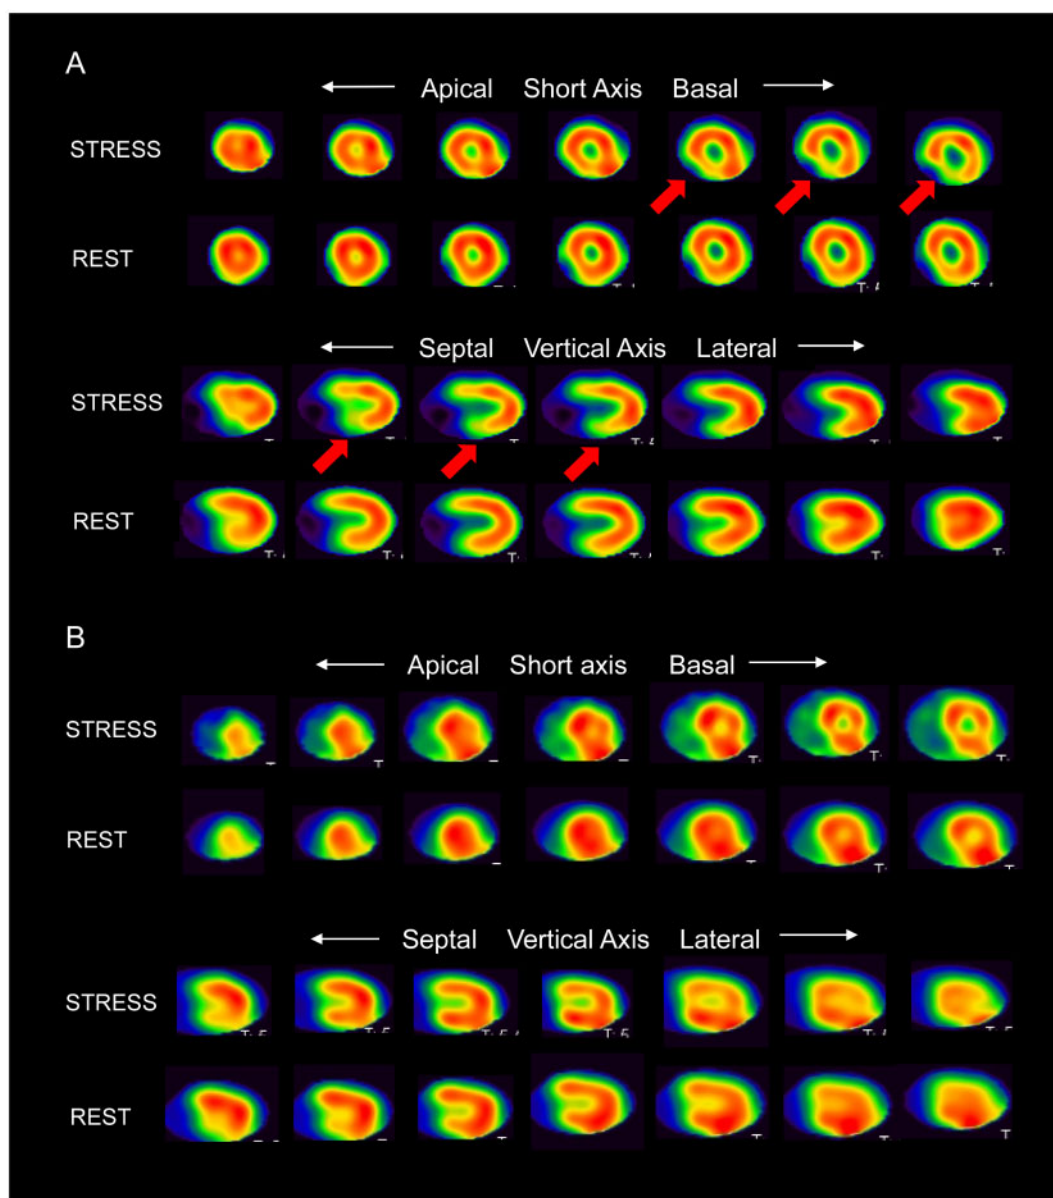 A
Apical Short Axis Basal
STRESS
REST
Septal Vertical Axis Lateral
STRESS
REST
B
Apical Short axis Basal
STRESS
REST
Septal Vertical Axis Lateral
STRESS
REST